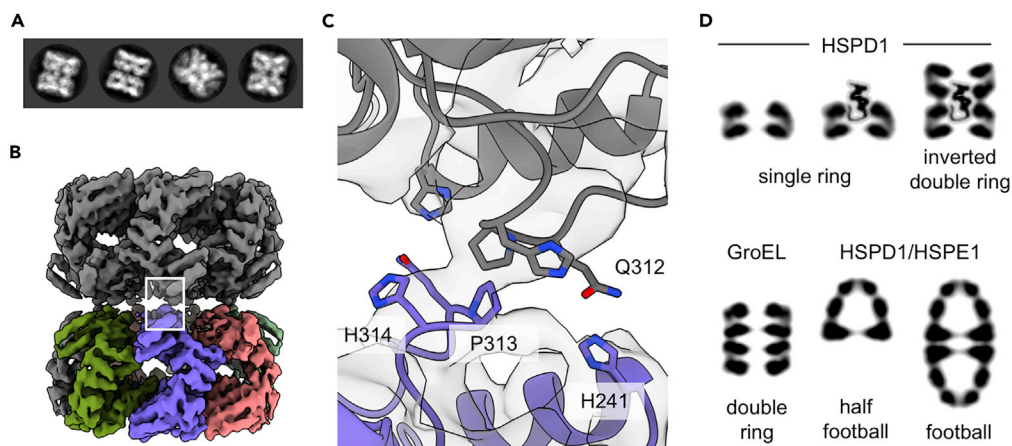 A
B
C
Q312
H314
P313
H241
D
HSPD1
single ring
inverted
double ring
GroEL
HSPD1/HSPE1
double
ring
half
football
football